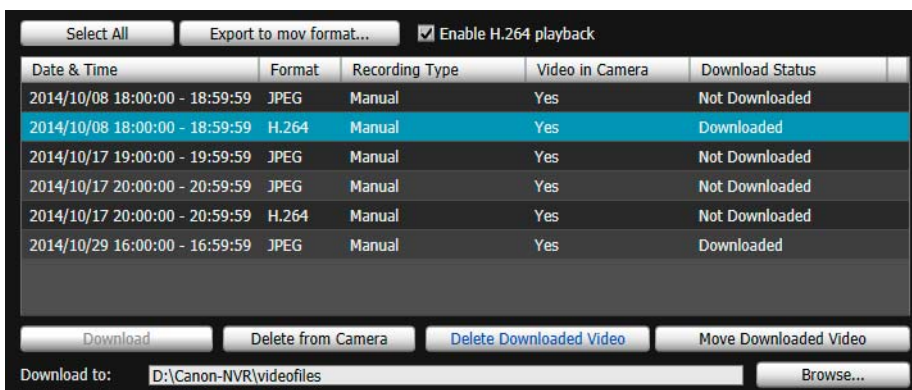 Select All Export to mov format... Enable H.264 playback
Date & Time Format Recording Type Video in Camera Download Status
2014/10/08 18:00:00 - 18:59:59 JPEG Manual Yes Not Downloaded
2014/10/08 18:00:00 - 18:59:59 H.264 Manual Yes Downloaded
2014/10/17 19:00:00 - 19:59:59 JPEG Manual Yes Not Downloaded
2014/10/17 20:00:00 - 20:59:59 JPEG Manual Yes Not Downloaded
2014/10/17 20:00:00 - 20:59:59 H.264 Manual Yes Not Downloaded
2014/10/29 16:00:00 - 16:59:59 JPEG Manual Yes Downloaded
Download Delete from Camera Delete Downloaded Video Move Downloaded Video
Download to: D:\Canon-NVR\videofiles Browse...